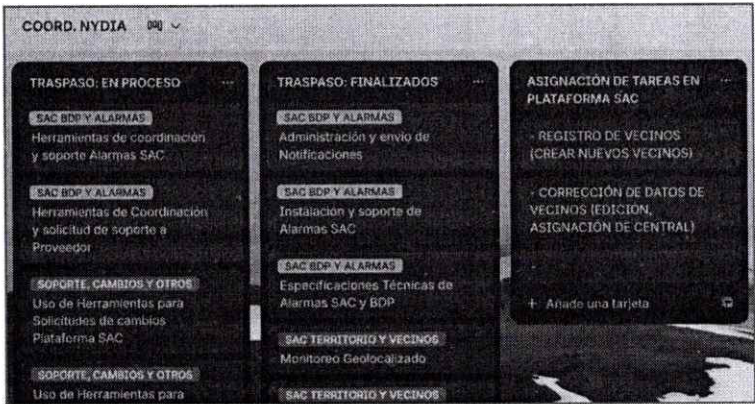 COORD. NYDIA
TRASPASO: EN PROCESO ...
SAC BDP Y ALARMAS
Herramientas de coordinación
y soporte Alarmas SAC
SAC BDP Y ALARMAS
Herramientas de Coordinación
y solicitud de soporte a
Proveedor
SOPORTE, CAMBIOS Y OTROS
Uso de Herramientas para
Solicitudes de cambios
Plataforma SAC
SOPORTE, CAMBIOS Y OTROS
Uso de Herramientas para
TRASPASO: FINALIZADOS ...
SAC BDP Y ALARMAS
Administración y envío de
Notificaciones
SAC BDP Y ALARMAS
Instalación y soporte de
Alarmas SAC
SAC BDP Y ALARMAS
Especificaciones Técnicas de
Alarmas SAC y BDP
SAC TERRITORIO Y VECINOS
Monitoreo Geolocalizado
SAC TERRITORIO Y VECINOS
ASIGNACIÓN DE TAREAS EN ...
PLATAFORMA SAC
- REGISTRO DE VECINOS
(CREAR NUEVOS VECINOS)
- CORRECCIÓN DE DATOS DE
VECINOS (EDICIÓN,
ASIGNACIÓN DE CENTRAL)
+ Añade una tarjeta